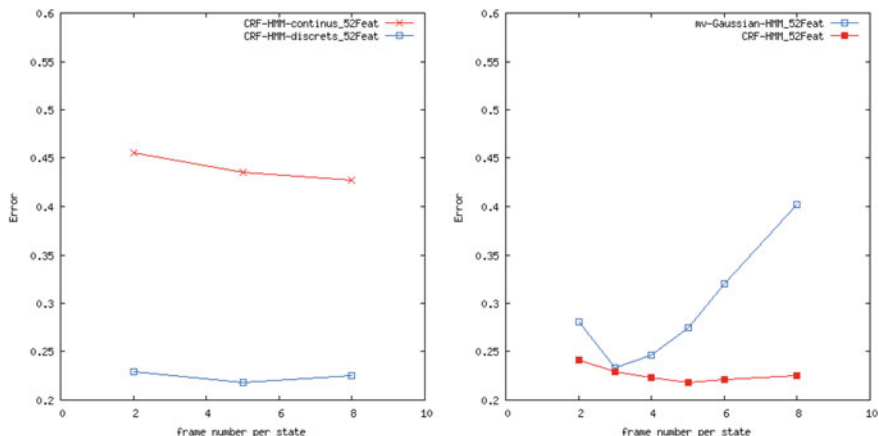 CRF-HMM-continus_52Feat
CRF-HMM-discrets_52Feat
0.6
0.55
0.5
0.45
0.4
0.35
0.3
0.25
0.2
Error
0 2 4 6 8 10
frame number per state
mv-Gaussian-HMM_52Feat
CRF-HMM_52Feat
0.6
0.55
0.5
0.45
0.4
0.35
0.3
0.25
0.2
Error
0 2 4 6 8 10
frame number per state